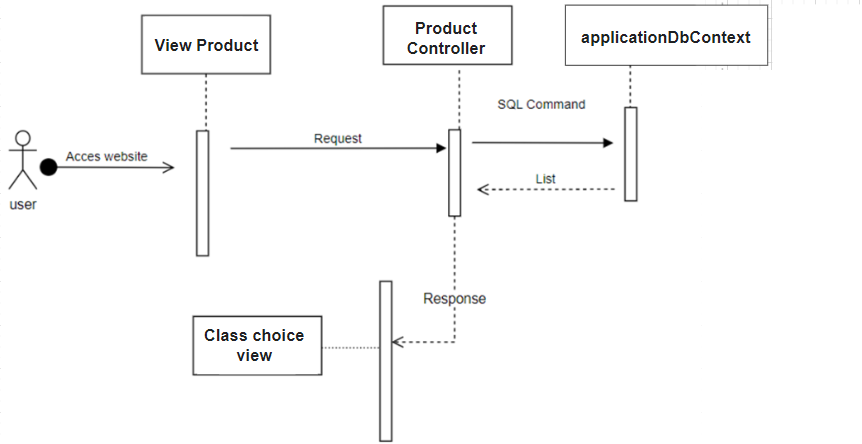 View Product
Product
Controller
applicationDbContext
SQL Command
Request
Acces website
List
user
Response
Class choice
view